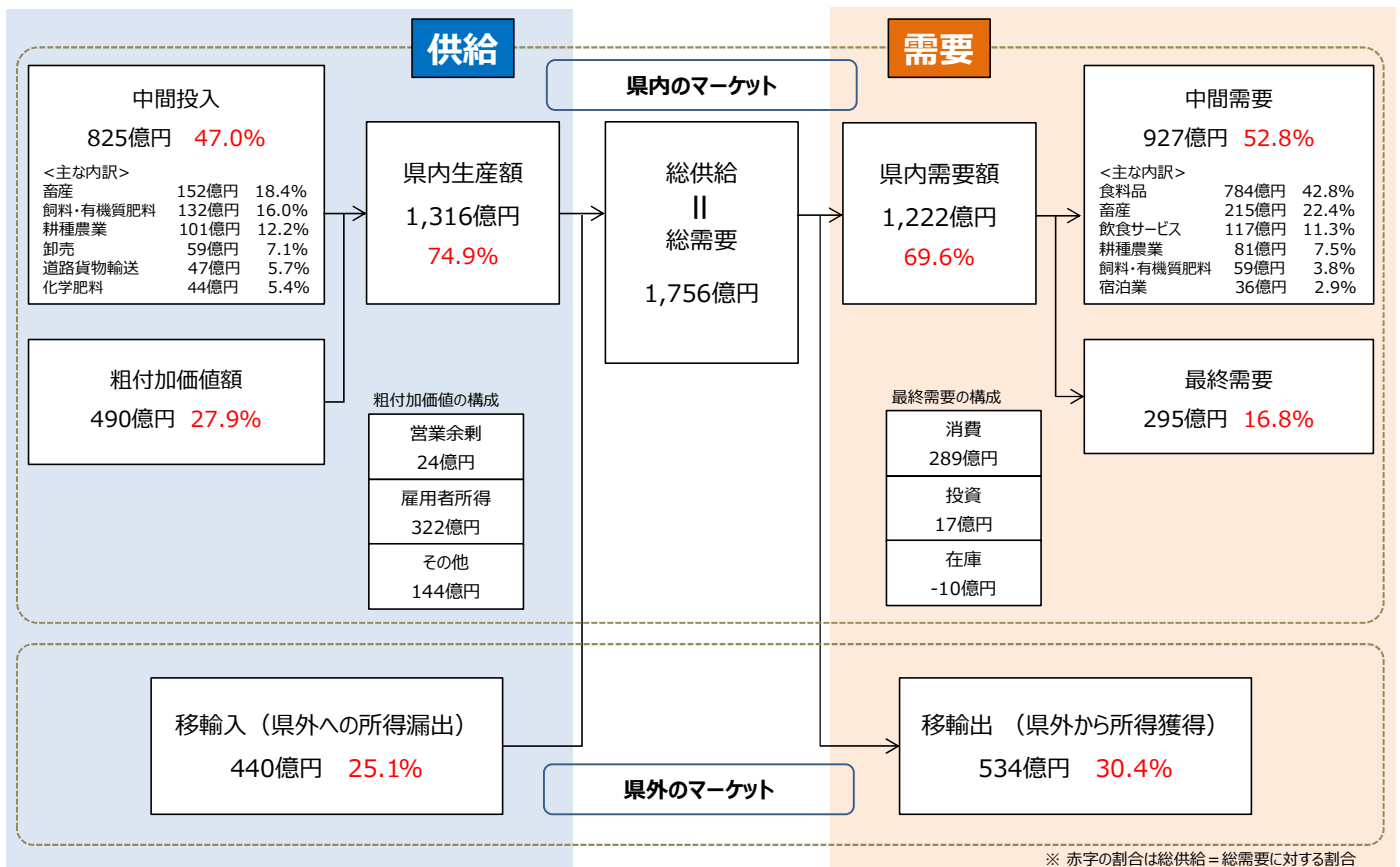 供給
需要
県内のマーケット
中間投入
825億円 47.0%
<主な内訳>
畜産 152億円 18.4%
飼料・有機質肥料 132億円 16.0%
耕種農業 101億円 12.2%
卸売 59億円 7.1%
道路貨物輸送 47億円 5.7%
化学肥料 44億円 5.4%
粗付加価値額
490億円 27.9%
県内生産額
1,316億円
74.9%
粗付加価値の構成
営業余剰
24億円
雇用者所得
322億円
その他
144億円
総供給
||
総需要
1,756億円
県内需要額
1,222億円
69.6%
最終需要の構成
消費
289億円
投資
17億円
在庫
-10億円
中間需要
927億円 52.8%
<主な内訳>
食料品 784億円 42.8%
畜産 215億円 22.4%
飲食サービス 117億円 11.3%
耕種農業 81億円 7.5%
飼料・有機質肥料 59億円 3.8%
宿泊業 36億円 2.9%
最終需要
295億円 16.8%
移輸入(県外への所得漏出)
440億円 25.1%
県外のマーケット
移輸出 (県外から所得獲得)
534億円 30.4%
※ 赤字の割合は総供給=総需要に対する割合